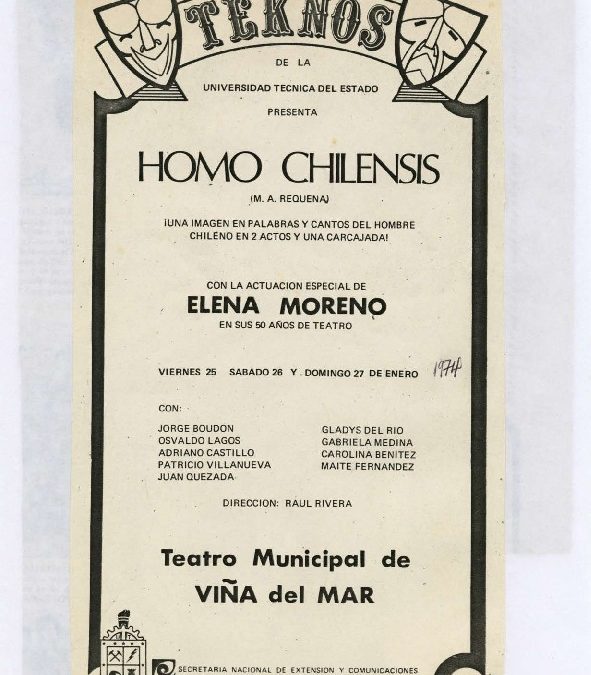 TEKNOS
DE LA
UNIVERSIDAD TECNICA DEL ESTADO
PRESENTA
HOMO CHILENSIS
(M. A. REQUENA)
¡UNA IMAGEN EN PALABRAS Y CANTOS DEL HOMBRE
CHILENO EN 2 ACTOS Y UNA CARCAJADA!
CON LA ACTUACION ESPECIAL DE
ELENA MORENO
EN SUS 50 AÑOS DE TEATRO
VIERNES 25 SABADO 26 Y DOMINGO 27 DE ENERO 1974
CON:
JORGE BOUDON
OSVALDO LAGOS
ADRIANO CASTILLO
PATRICIO VILLANUEVA
JUAN QUEZADA
GLADYS DEL RIO
GABRIELA MEDINA
CAROLINA BENITEZ
MAITE FERNANDEZ
DIRECCION: RAUL RIVERA
Teatro Municipal de
VIÑA del MAR
SECRETARIA NACIONAL DE EXTENSION Y COMUNICACIONES